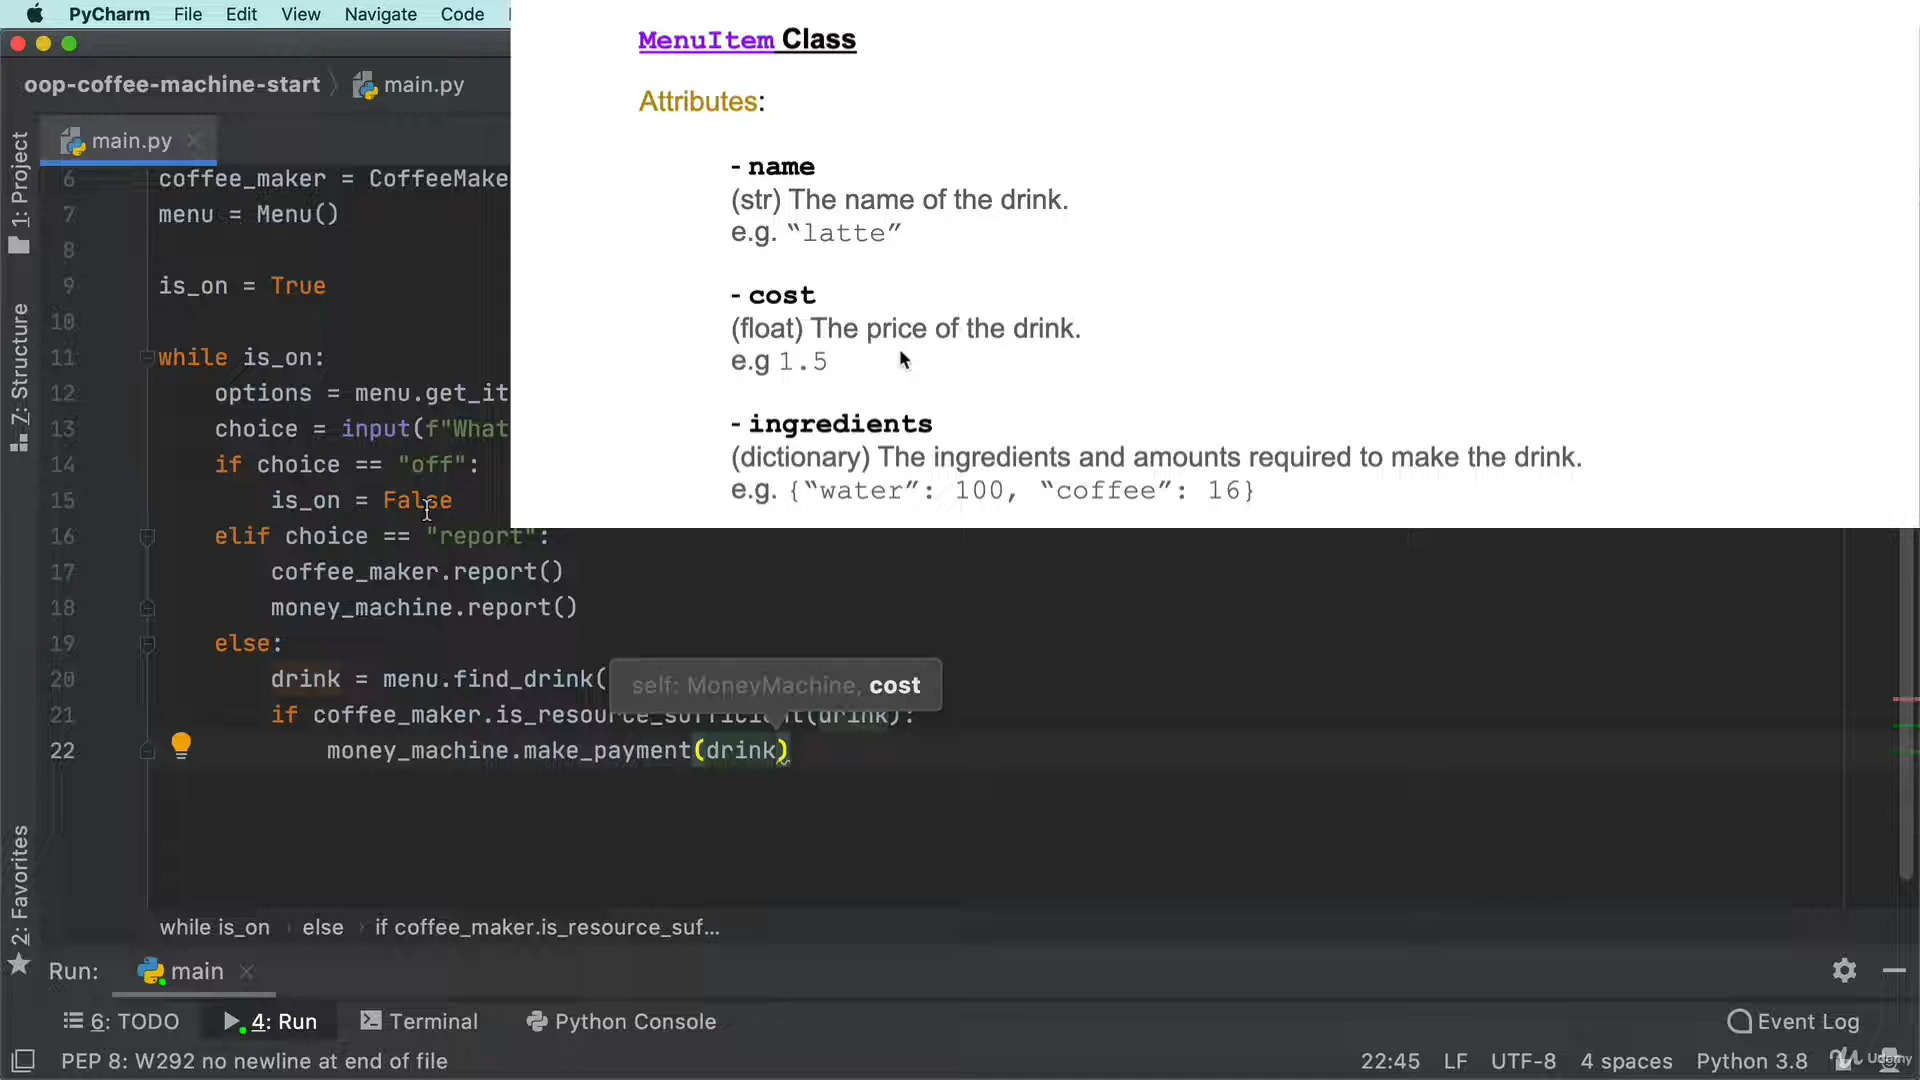 PyCharm File Edit View Navigate Code
oop-coffee-machine-start main.py
main.py
1: Project
7: Structure
2: Favorites
MenuItem Class
Attributes:
- name
(str) The name of the drink.
e.g. “latte”
- cost
(float) The price of the drink.
e.g 1.5
- ingredients
(dictionary) The ingredients and amounts required to make the drink.
e.g. {“water”: 100, “coffee”: 16}
6 coffee_maker = CoffeeMake
7 menu = Menu()
8
9 is_on = True
10
11 while is_on:
12 options = menu.get_it
13 choice = input(f"What
14 if choice == "off":
15 is_on = False
16 elif choice == "report":
17 coffee_maker.report()
18 money_machine.report()
19 else:
20 drink = menu.find_drink(
self: MoneyMachine, cost
21 if coffee_maker.is_resource_sufficient(drink):
22 money_machine.make_payment(drink)
while is_on else if coffee_maker.is_resource_suf...
Run: main
6: TODO 4: Run Terminal Python Console Event Log
PEP 8: W292 no newline at end of file 22:45 LF UTF-8 4 spaces Python 3.8 Udemy